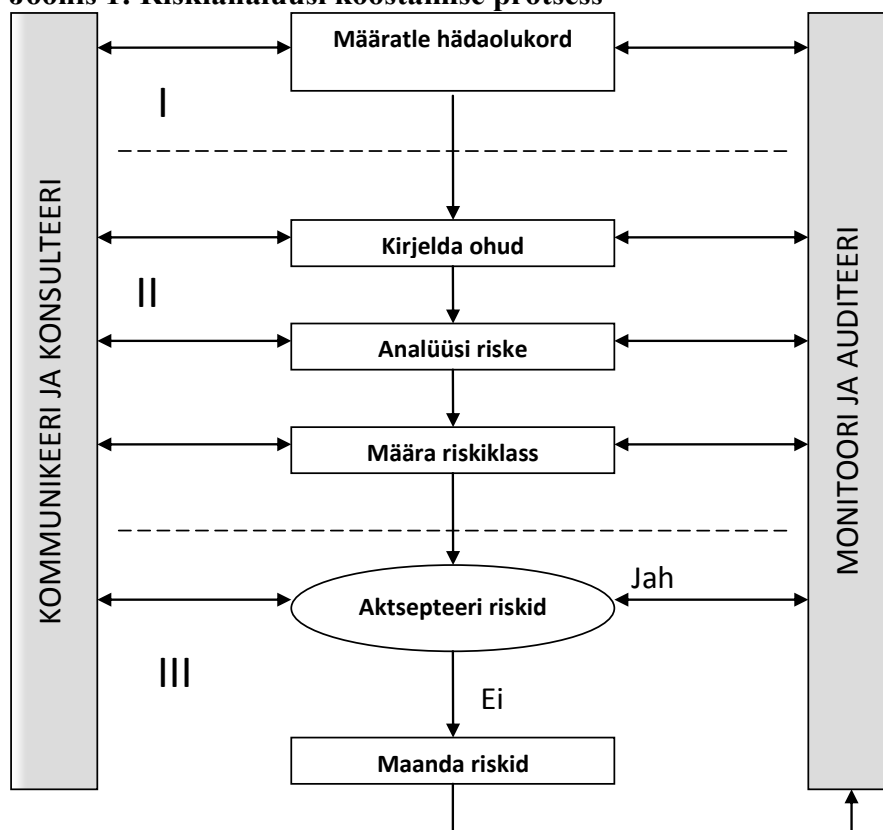 Joonis 1. Riskianalüüsi koostamise protsess
Määratle hädaolukord
I
KOMMUNIKEERI JA KONSULTEERI
MONITOORI JA AUDITEERI
Kirjelda ohud
II
Analüüsi riske
Määra riskiklass
Jah
Aktsepteeri riskid
III
Ei
Maanda riskid